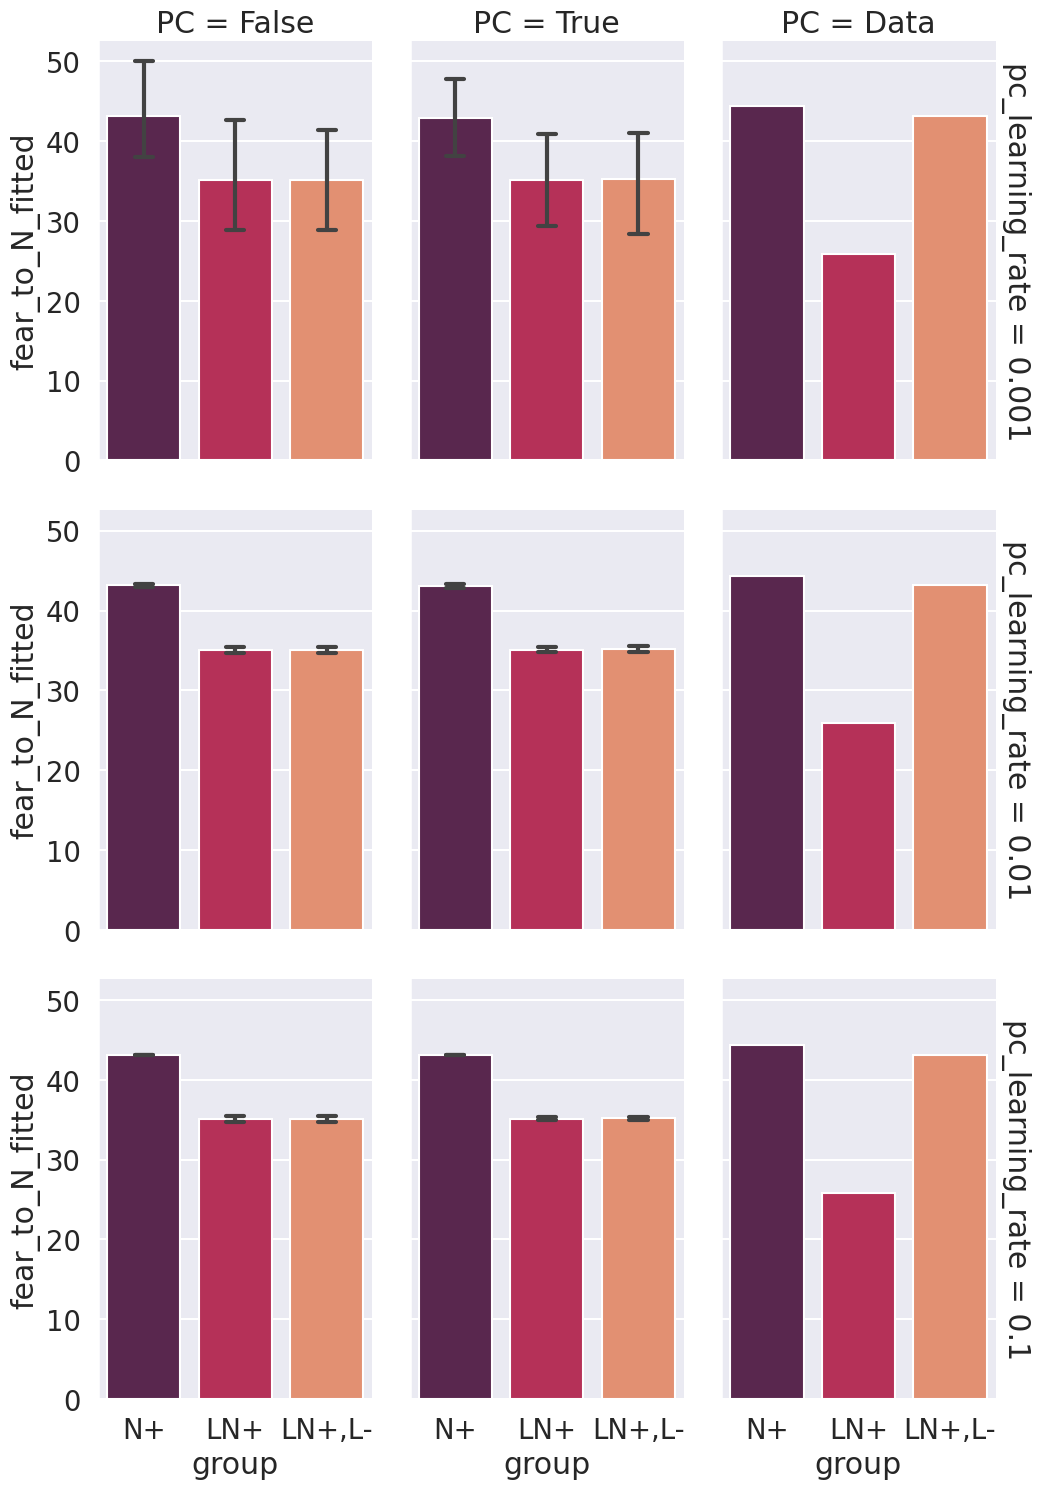 PC = False
PC = True
PC = Data
50
40
30
20
10
0
fear_to_N_fitted
pc_learning_rate = 0.001
50
40
30
20
10
0
fear_to_N_fitted
pc_learning_rate = 0.01
50
40
30
20
10
0
fear_to_N_fitted
pc_learning_rate = 0.1
N+ LN+ LN+,L-
N+ LN+ LN+,L-
N+ LN+ LN+,L-
group
group
group